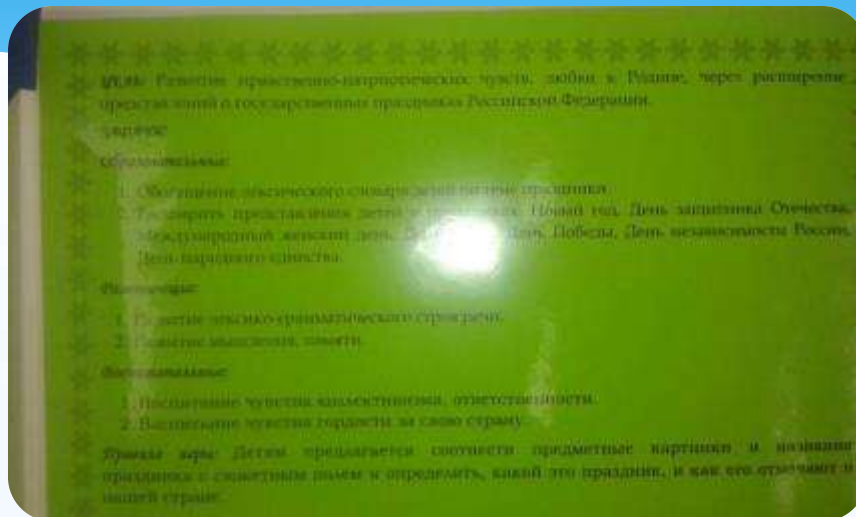 Цель: Развитие нравственно-патриотических чувств, любви к Родине, через расширение
представлений о государственных праздниках Российской Федерации.
Задачи:
Образовательные:
1. Обогащение лексического словаря детей по теме праздники.
2. Расширить представления детей о праздниках: Новый год, День защитника Отечества,
Международный женский день, День Победы, День независимости России,
День народного единства.
Развивающие:
1. Развитие лексико-грамматического строя речи.
2. Развитие мышления, памяти.
Воспитательные:
1. Воспитание чувства коллективизма, ответственности.
2. Воспитание чувства гордости за свою страну.
Правила игры: Детям предлагается соотнести предметные картинки и название
праздника с сюжетным полем и определить, какой это праздник, и как его отмечают в
нашей стране.